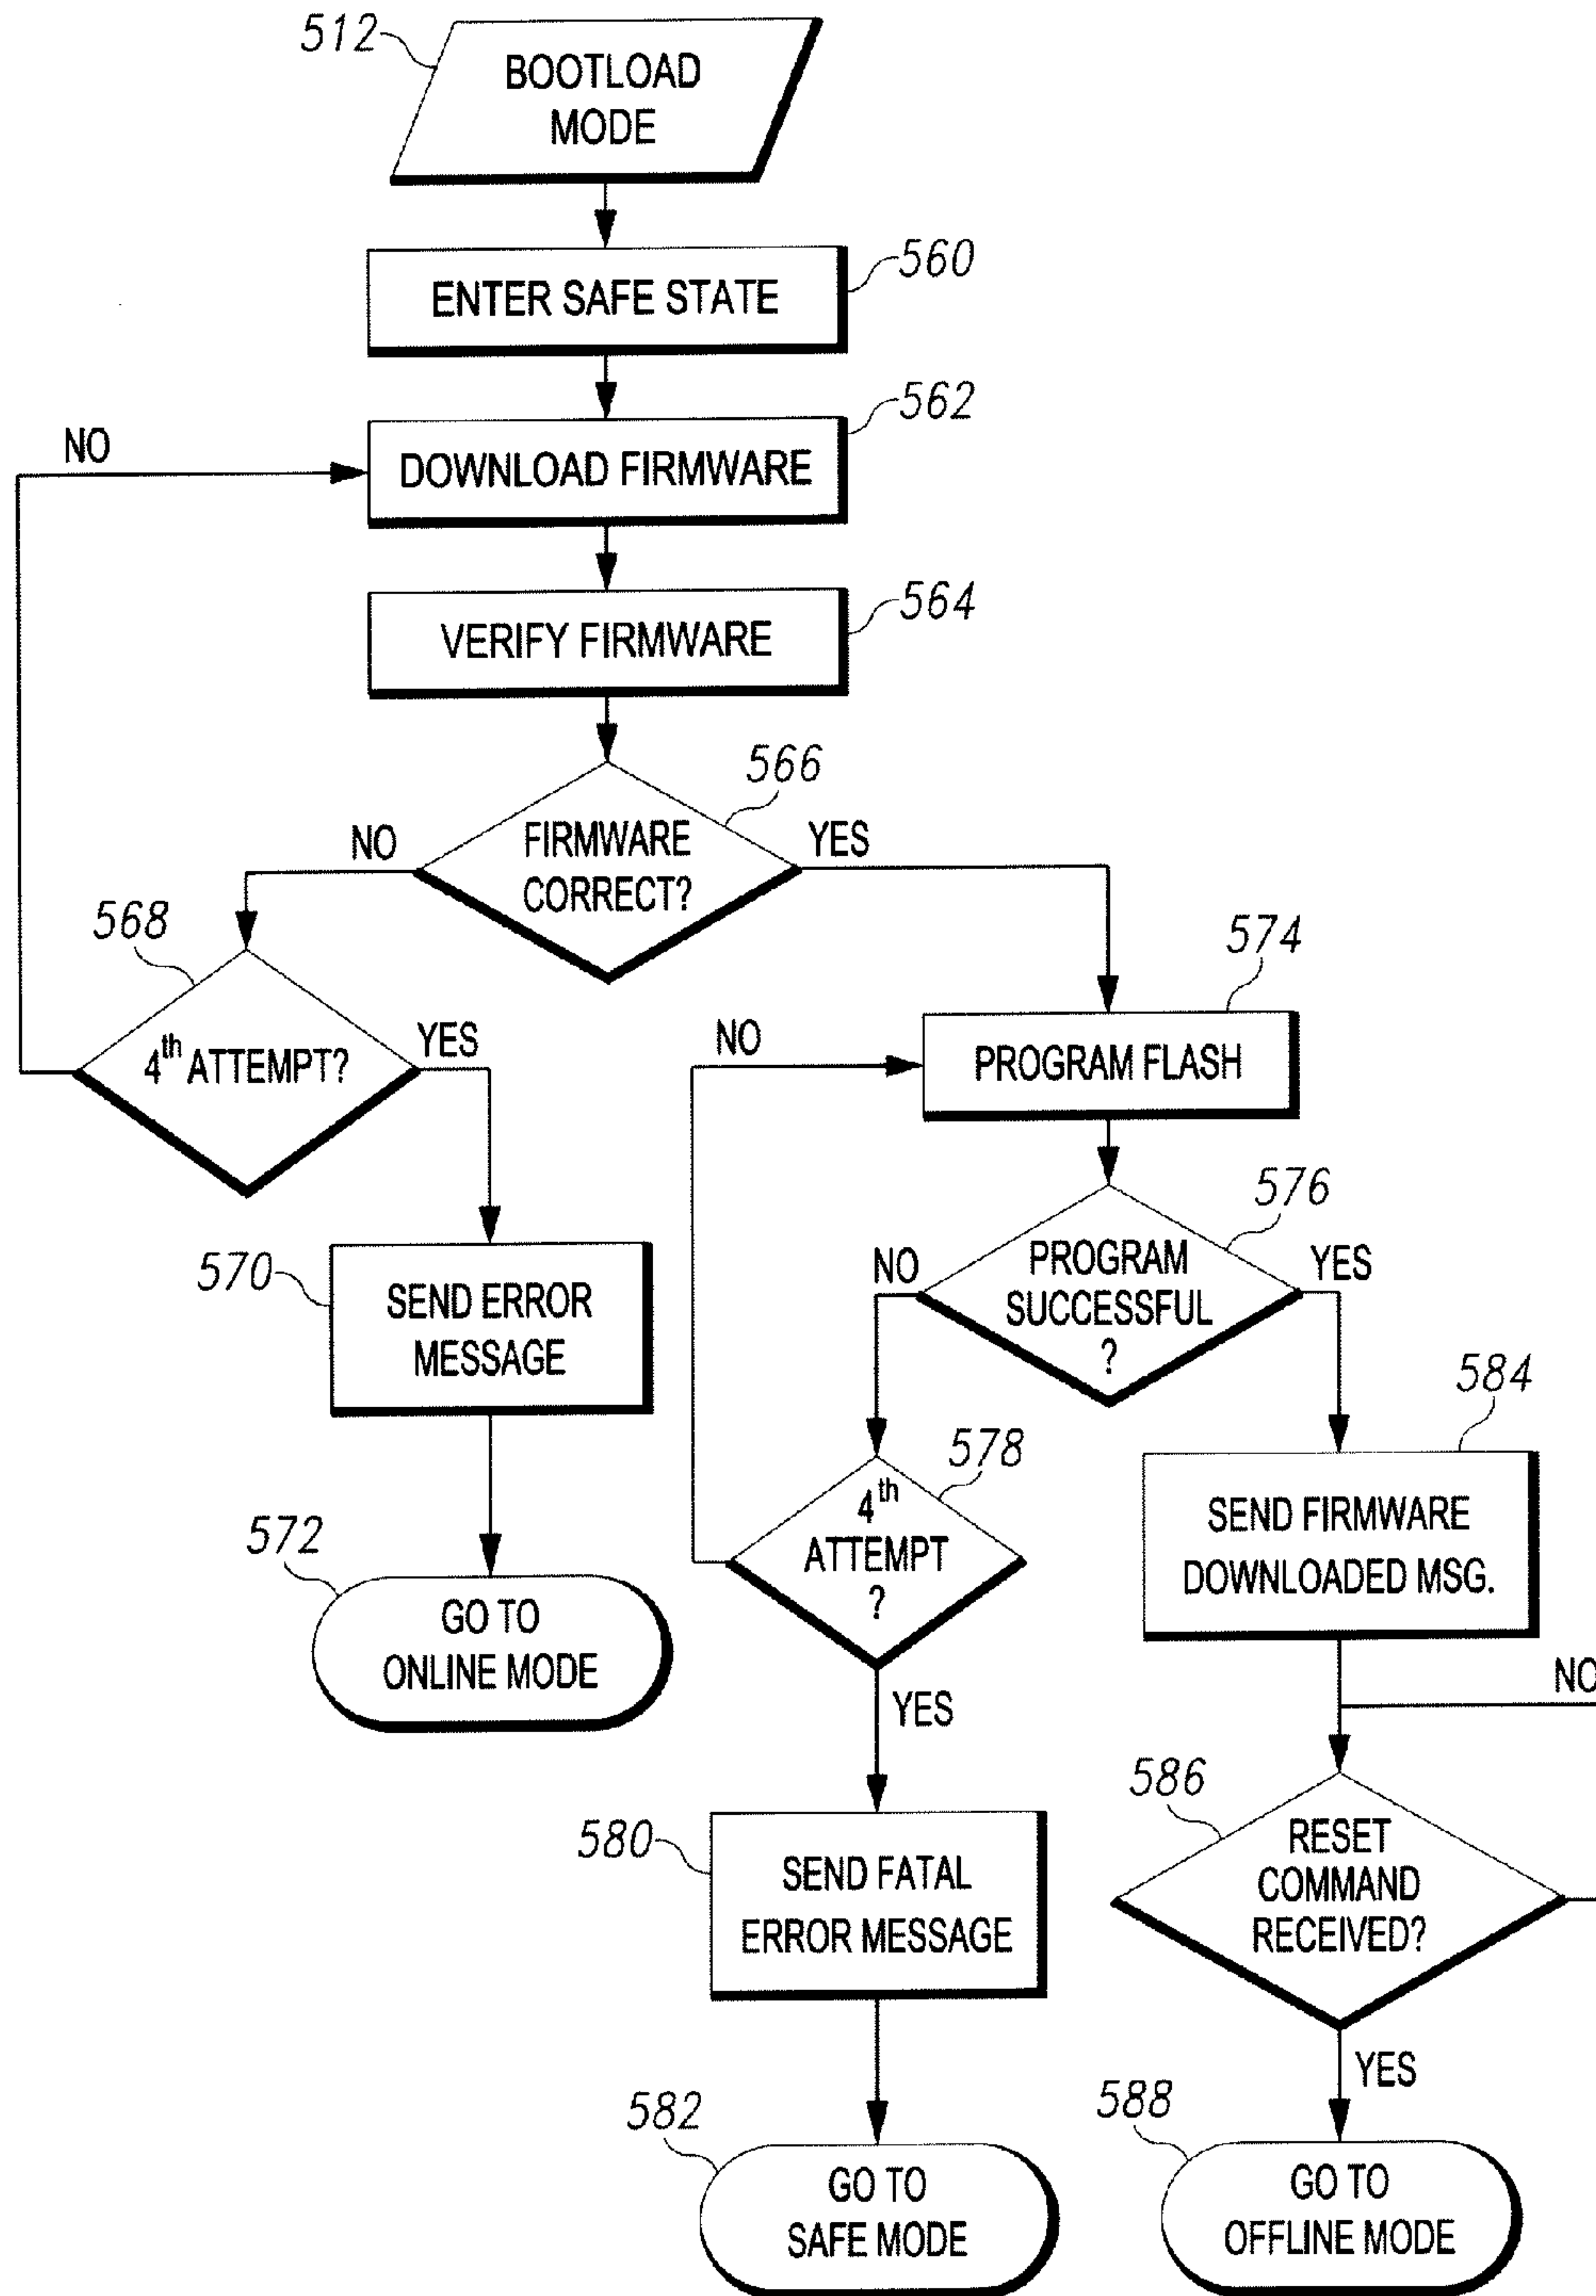 512
BOOTLOAD
MODE
560
ENTER SAFE STATE
562
NO
DOWNLOAD FIRMWARE
564
VERIFY FIRMWARE
566
NO
FIRMWARE
CORRECT?
YES
568
4th ATTEMPT?
YES
574
NO
PROGRAM FLASH
570
SEND ERROR
MESSAGE
576
NO
PROGRAM
SUCCESSFUL
?
YES
572
GO TO
ONLINE MODE
578
4th
ATTEMPT
?
584
SEND FIRMWARE
DOWNLOADED MSG.
YES
NO
580
SEND FATAL
ERROR MESSAGE
586
RESET
COMMAND
RECEIVED?
YES
582
GO TO
SAFE MODE
588
GO TO
OFFLINE MODE